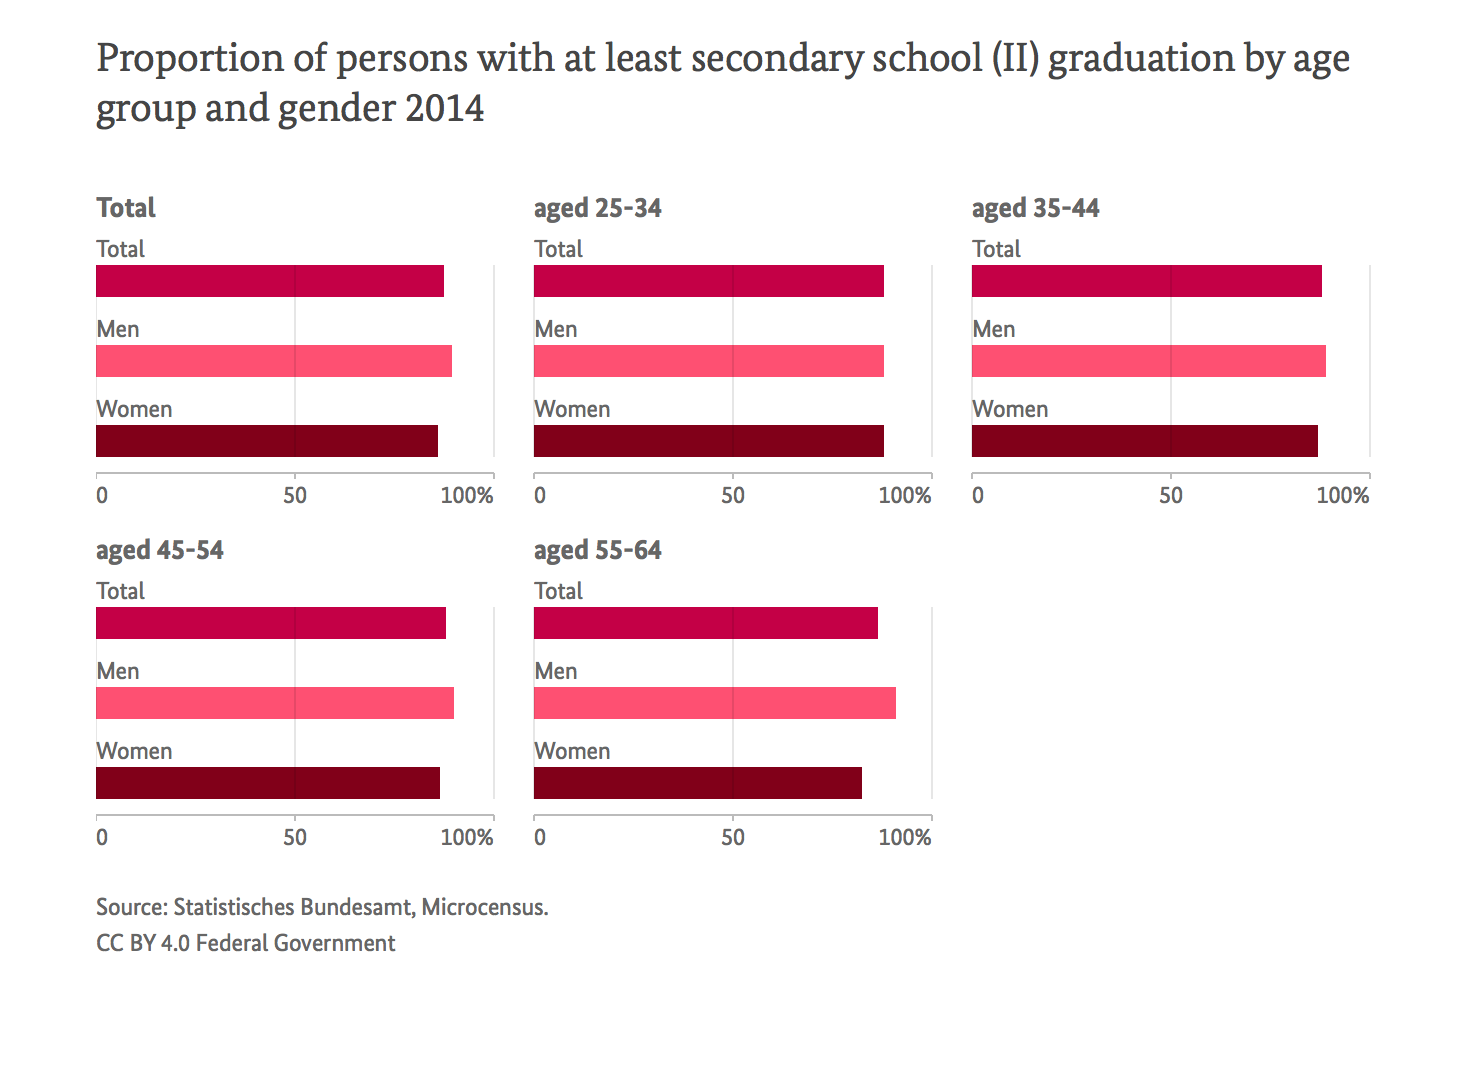 Proportion of persons with at least secondary school (II) graduation by age
group and gender 2014
Total
Total
Men
Women
0 50 100%
aged 25-34
Total
Men
Women
0 50 100%
aged 35-44
Total
Men
Women
0 50 100%
aged 45-54
Total
Men
Women
0 50 100%
aged 55-64
Total
Men
Women
0 50 100%
Source: Statistisches Bundesamt, Microcensus.
CC BY 4.0 Federal Government